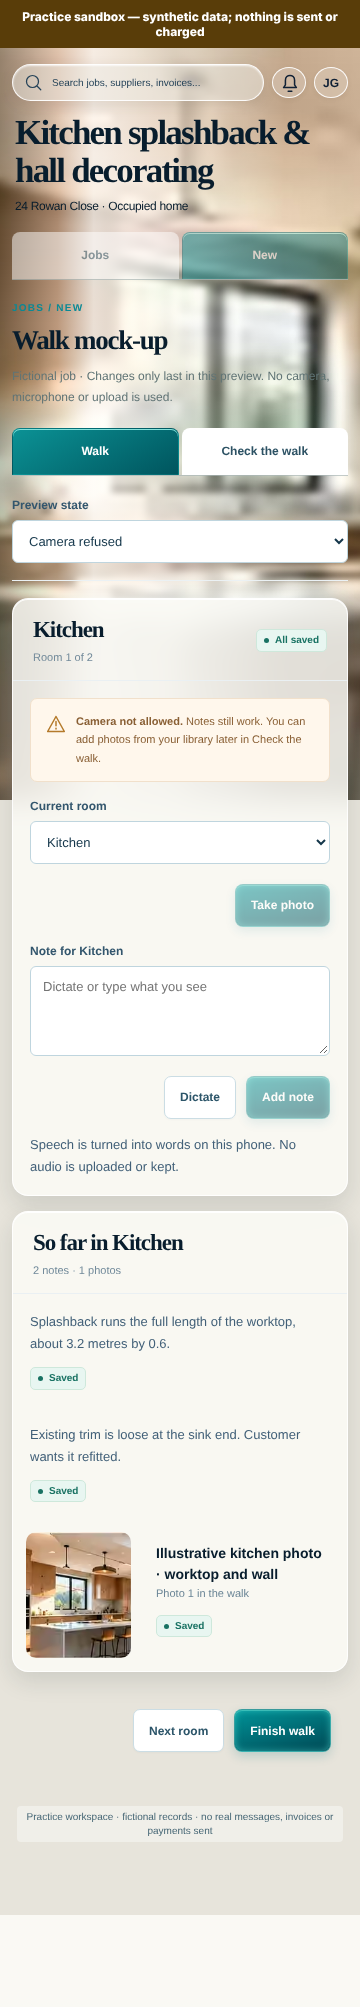 Practice sandbox — synthetic data; nothing is sent or
charged
Search jobs, suppliers, invoices...
JG
Kitchen splashback &
hall decorating
24 Rowan Close · Occupied home
Jobs
New
JOBS / NEW
Walk mock-up
Fictional job · Changes only last in this preview. No camera,
microphone or upload is used.
Walk
Check the walk
Preview state
Camera refused
Kitchen
All saved
Room 1 of 2
Camera not allowed. Notes still work. You can
add photos from your library later in Check the
walk.
Current room
Kitchen
Take photo
Note for Kitchen
Dictate or type what you see
Dictate
Add note
Speech is turned into words on this phone. No
audio is uploaded or kept.
So far in Kitchen
2 notes · 1 photos
Splashback runs the full length of the worktop,
about 3.2 metres by 0.6.
Saved
Existing trim is loose at the sink end. Customer
wants it refitted.
Saved
Illustrative kitchen photo
· worktop and wall
Photo 1 in the walk
Saved
Next room
Finish walk
Practice workspace · fictional records · no real messages, invoices or
payments sent